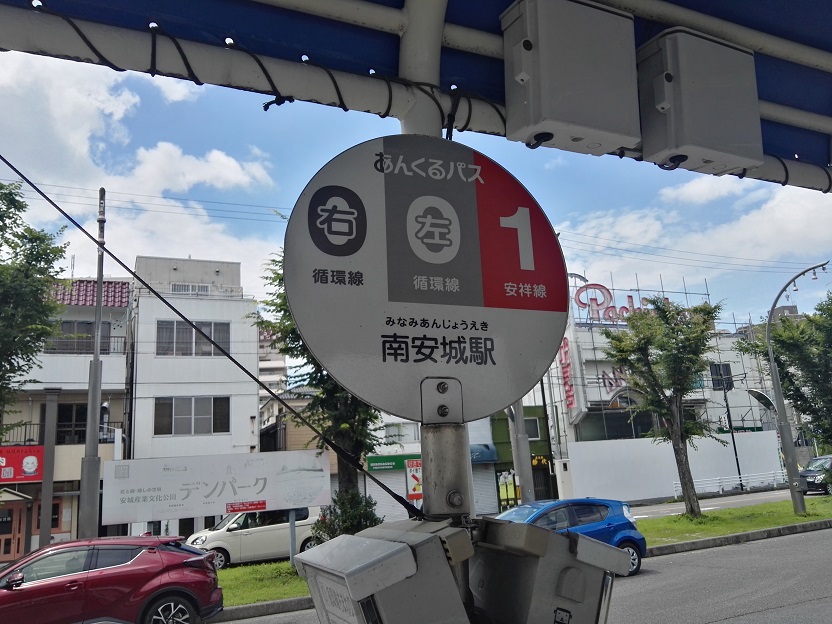 あんくるバス
右
循環線
左
循環線
1
安祥線
みなみあんじょうえき
南安城駅
Pachinko
デンパーク